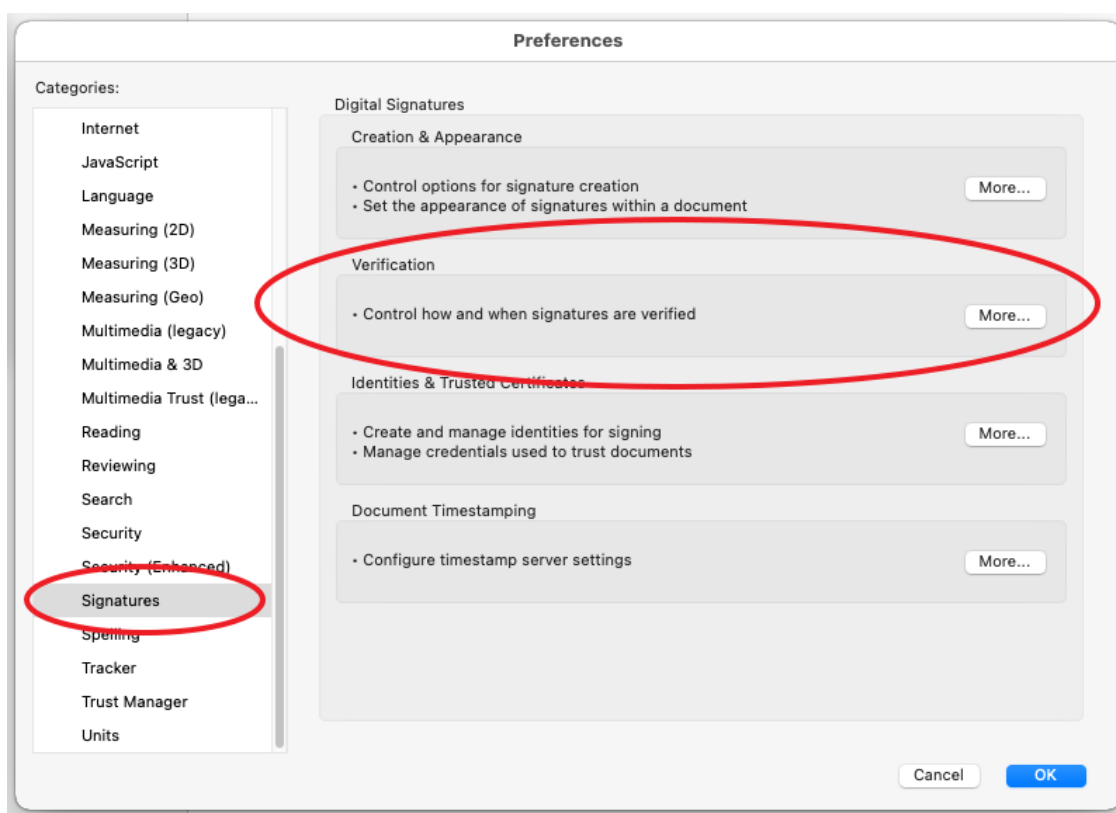 Preferences
Categories:
Internet
JavaScript
Language
Measuring (2D)
Measuring (3D)
Measuring (Geo)
Multimedia (legacy)
Multimedia & 3D
Multimedia Trust (lega...
Reading
Reviewing
Search
Security
Security (Enhanced)
Signatures
Spelling
Tracker
Trust Manager
Units
Digital Signatures
Creation & Appearance
• Control options for signature creation
• Set the appearance of signatures within a document
More...
Verification
• Control how and when signatures are verified
More...
Identities & Trusted Certificates
• Create and manage identities for signing
• Manage credentials used to trust documents
More...
Document Timestamping
• Configure timestamp server settings
More...
Cancel
OK